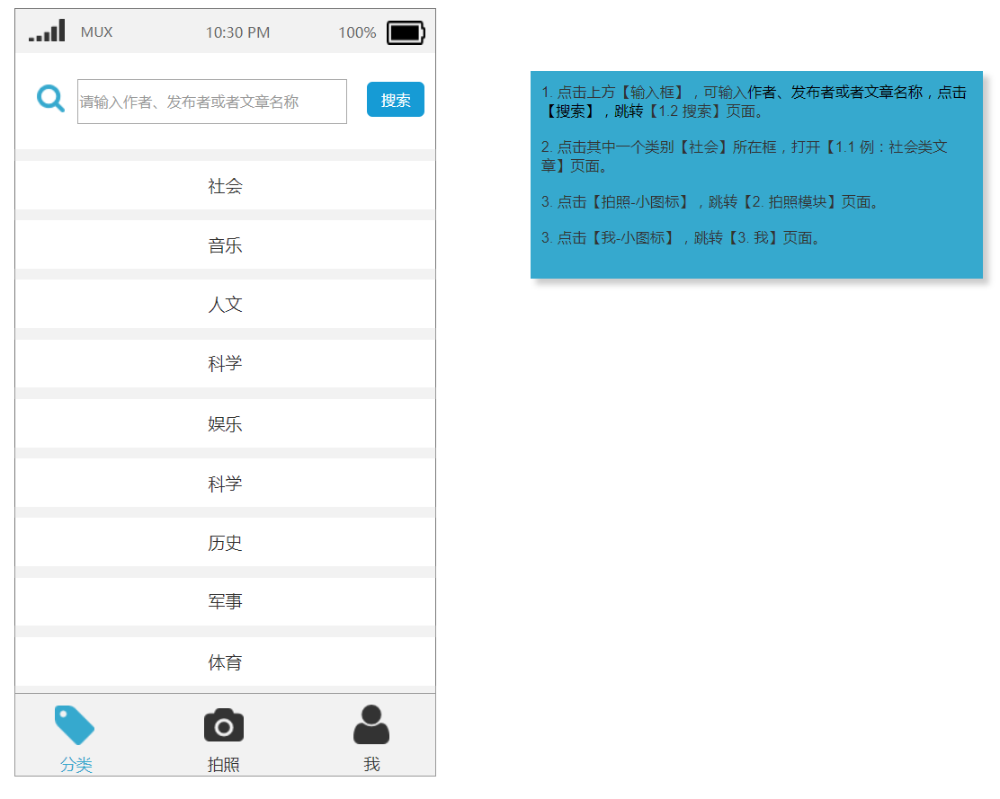 MUX 10:30 PM 100%
请输入作者、发布者或者文章名称 搜索
社会
音乐
人文
科学
娱乐
科学
历史
军事
体育
分类 拍照 我
1. 点击上方【输入框】，可输入作者、发布者或者文章名称，点击
【搜索】，跳转【1.2 搜索】页面。
2. 点击其中一个类别【社会】所在框，打开【1.1 例：社会类文
章】页面。
3. 点击【拍照-小图标】，跳转【2. 拍照模块】页面。
3. 点击【我-小图标】，跳转【3. 我】页面。